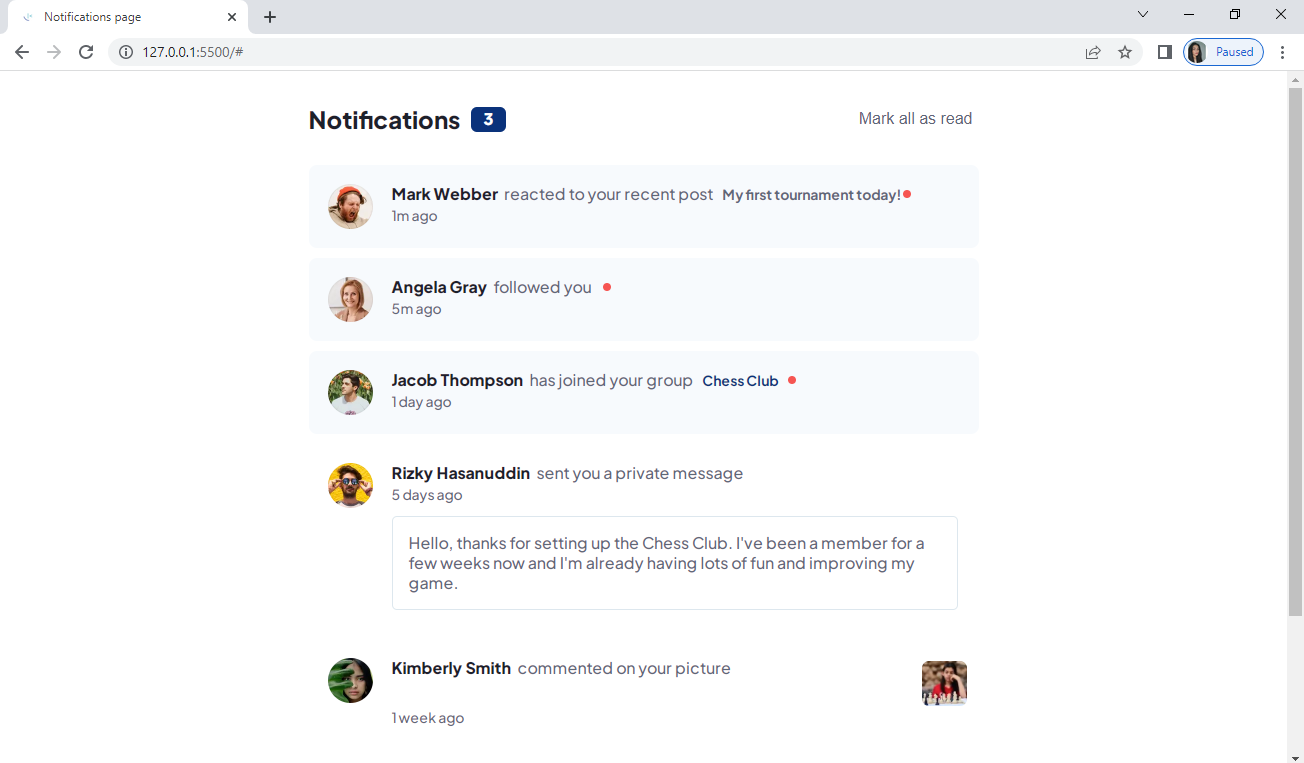 Notifications page
127.0.0.1:5500/#
Paused
Notifications 3
Mark all as read
Mark Webber reacted to your recent post My first tournament today!
1m ago
Angela Gray followed you
5m ago
Jacob Thompson has joined your group Chess Club
1 day ago
Rizky Hasanuddin sent you a private message
5 days ago
Hello, thanks for setting up the Chess Club. I've been a member for a
few weeks now and I'm already having lots of fun and improving my
game.
Kimberly Smith commented on your picture
1 week ago